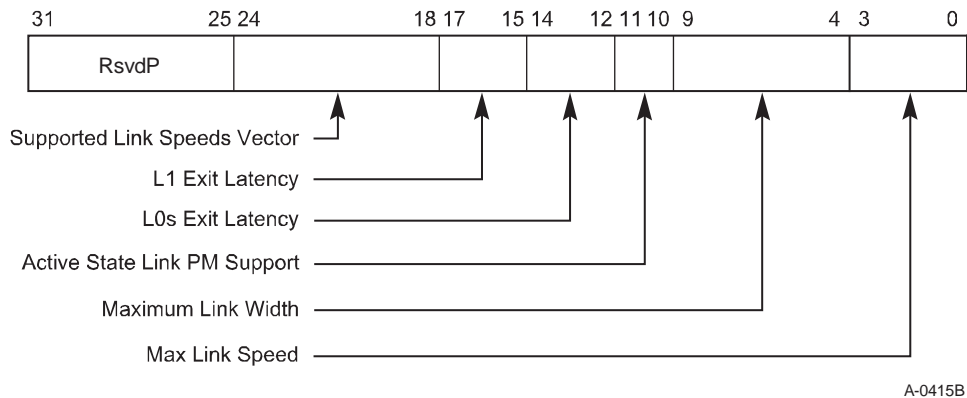 31 25 24 18 17 15 14 12 11 10 9 4 3 0
RsvdP
Supported Link Speeds Vector
L1 Exit Latency
L0s Exit Latency
Active State Link PM Support
Maximum Link Width
Max Link Speed
A-0415B